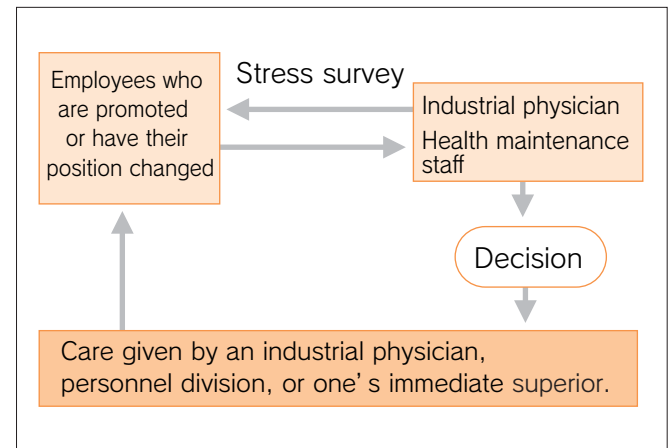 Employees who
are promoted
or have their
position changed
Stress survey
Industrial physician
Health maintenance
staff
Decision
Care given by an industrial physician,
personnel division, or one’s immediate superior.